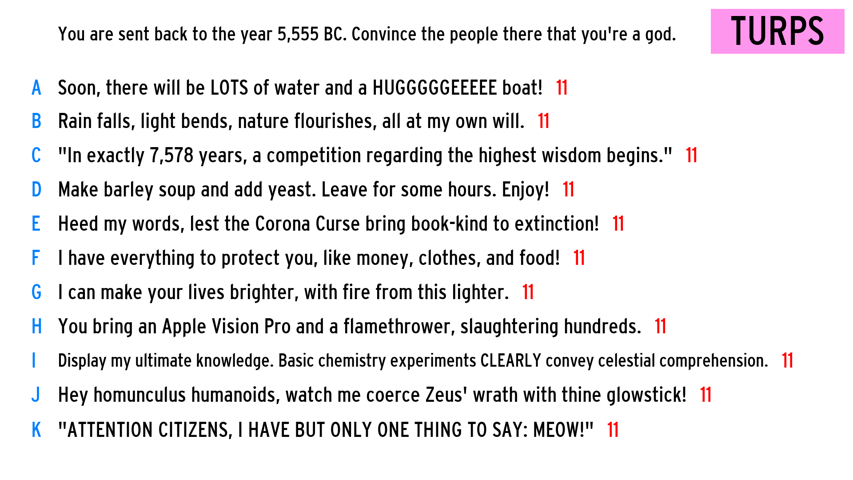 You are sent back to the year 5,555 BC. Convince the people there that you're a god.
TURPS
A Soon, there will be LOTS of water and a HUGGGGGEEEEE boat! 11
B Rain falls, light bends, nature flourishes, all at my own will. 11
C "In exactly 7,578 years, a competition regarding the highest wisdom begins." 11
D Make barley soup and add yeast. Leave for some hours. Enjoy! 11
E Heed my words, lest the Corona Curse bring book-kind to extinction! 11
F I have everything to protect you, like money, clothes, and food! 11
G I can make your lives brighter, with fire from this lighter. 11
H You bring an Apple Vision Pro and a flamethrower, slaughtering hundreds. 11
I Display my ultimate knowledge. Basic chemistry experiments CLEARLY convey celestial comprehension. 11
J Hey homunculus humanoids, watch me coerce Zeus' wrath with thine glowstick! 11
K "ATTENTION CITIZENS, I HAVE BUT ONLY ONE THING TO SAY: MEOW!" 11